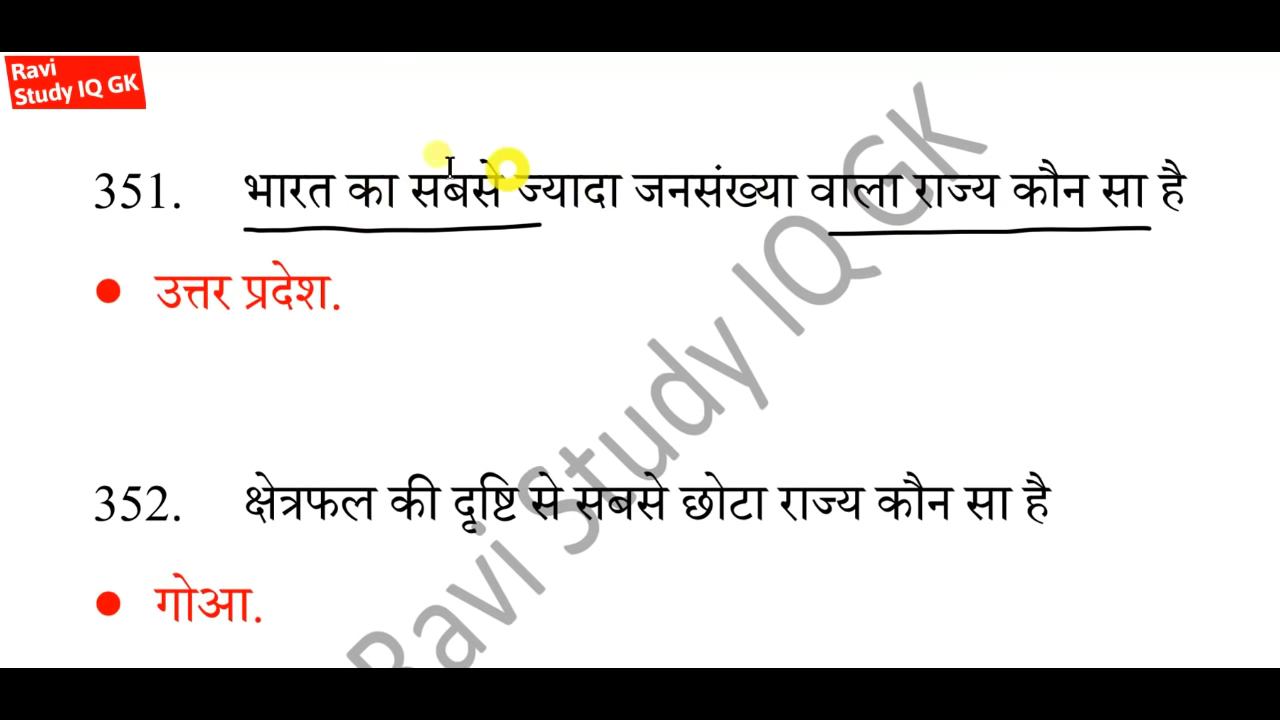 Ravi
Study IQ GK
351. भारत का सबसे ज्यादा जनसंख्या वाला राज्य कौन सा है
• उत्तर प्रदेश.
352. क्षेत्रफल की दृष्टि से सबसे छोटा राज्य कौन सा है
• गोआ.
Ravi Study IQ GK